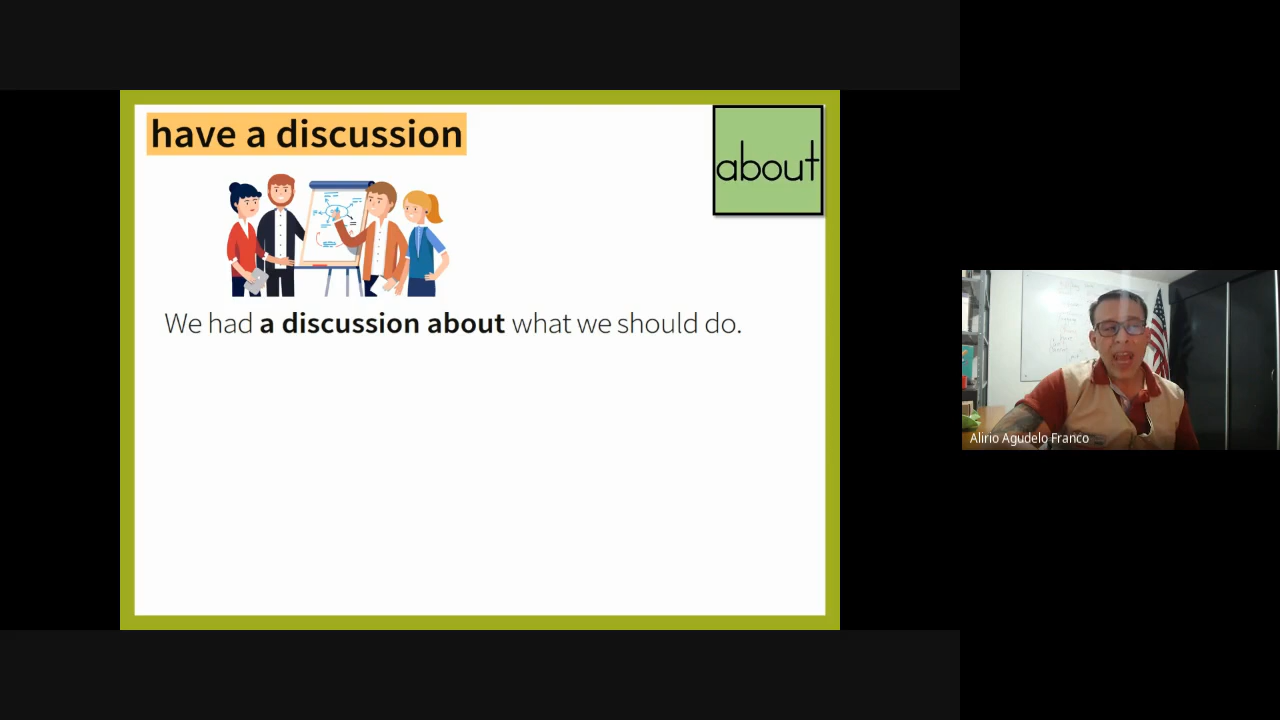 have a discussion
about
We had a discussion about what we should do.
Alirio Agudelo Franco